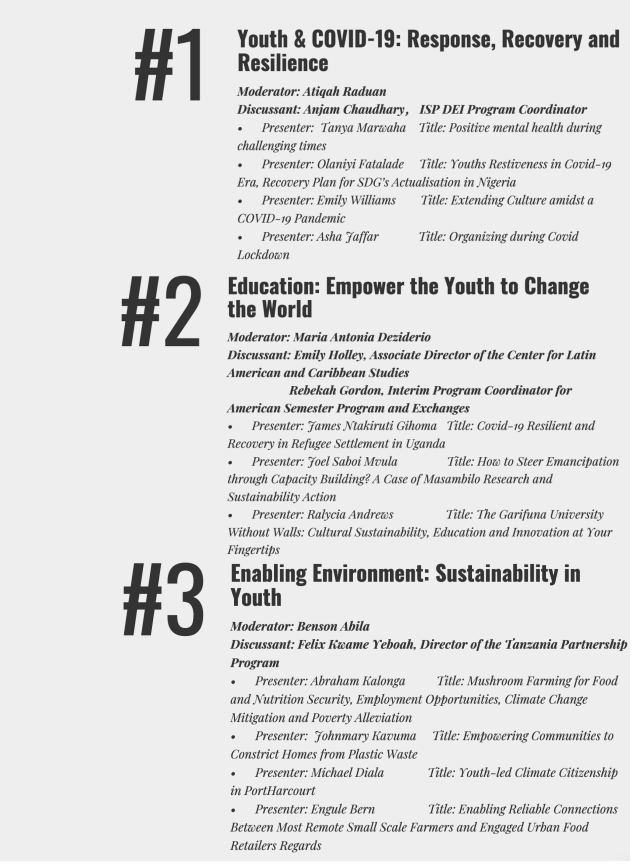 #1
Youth & COVID-19: Response, Recovery and
Resilience
Moderator: Atiqah Raduan
Discussant: Anjam Chaudhary, ISP DEI Program Coordinator
• Presenter: Tanya Marwaha Title: Positive mental health during
challenging times
• Presenter: Olaniyi Fatalade Title: Youths Restiveness in Covid-19
Era, Recovery Plan for SDG's Actualisation in Nigeria
• Presenter: Emily Williams Title: Extending Culture amidst a
COVID-19 Pandemic
• Presenter: Asha Jaffar Title: Organizing during Covid
Lockdown
#2
Education: Empower the Youth to Change
the World
Moderator: Maria Antonia Deziderio
Discussant: Emily Holley, Associate Director of the Center for Latin
American and Caribbean Studies
Rebekah Gordon, Interim Program Coordinator for
American Semester Program and Exchanges
• Presenter: James Ntakiruti Gihoma Title: Covid-19 Resilient and
Recovery in Refugee Settlement in Uganda
• Presenter: Joel Saboi Mvula Title: How to Steer Emancipation
through Capacity Building? A Case of Masambilo Research and
Sustainability Action
• Presenter: Ralycia Andrews Title: The Garifuna University
Without Walls: Cultural Sustainability, Education and Innovation at Your
Fingertips
#3
Enabling Environment: Sustainability in
Youth
Moderator: Benson Abila
Discussant: Felix Kwame Yeboah, Director of the Tanzania Partnership
Program
• Presenter: Abraham Kalonga Title: Mushroom Farming for Food
and Nutrition Security, Employment Opportunities, Climate Change
Mitigation and Poverty Alleviation
• Presenter: Johnmary Kavuma Title: Empowering Communities to
Constrict Homes from Plastic Waste
• Presenter: Michael Diala Title: Youth-led Climate Citizenship
in PortHarcourt
• Presenter: Engule Bern Title: Enabling Reliable Connections
Between Most Remote Small Scale Farmers and Engaged Urban Food
Retailers Regards